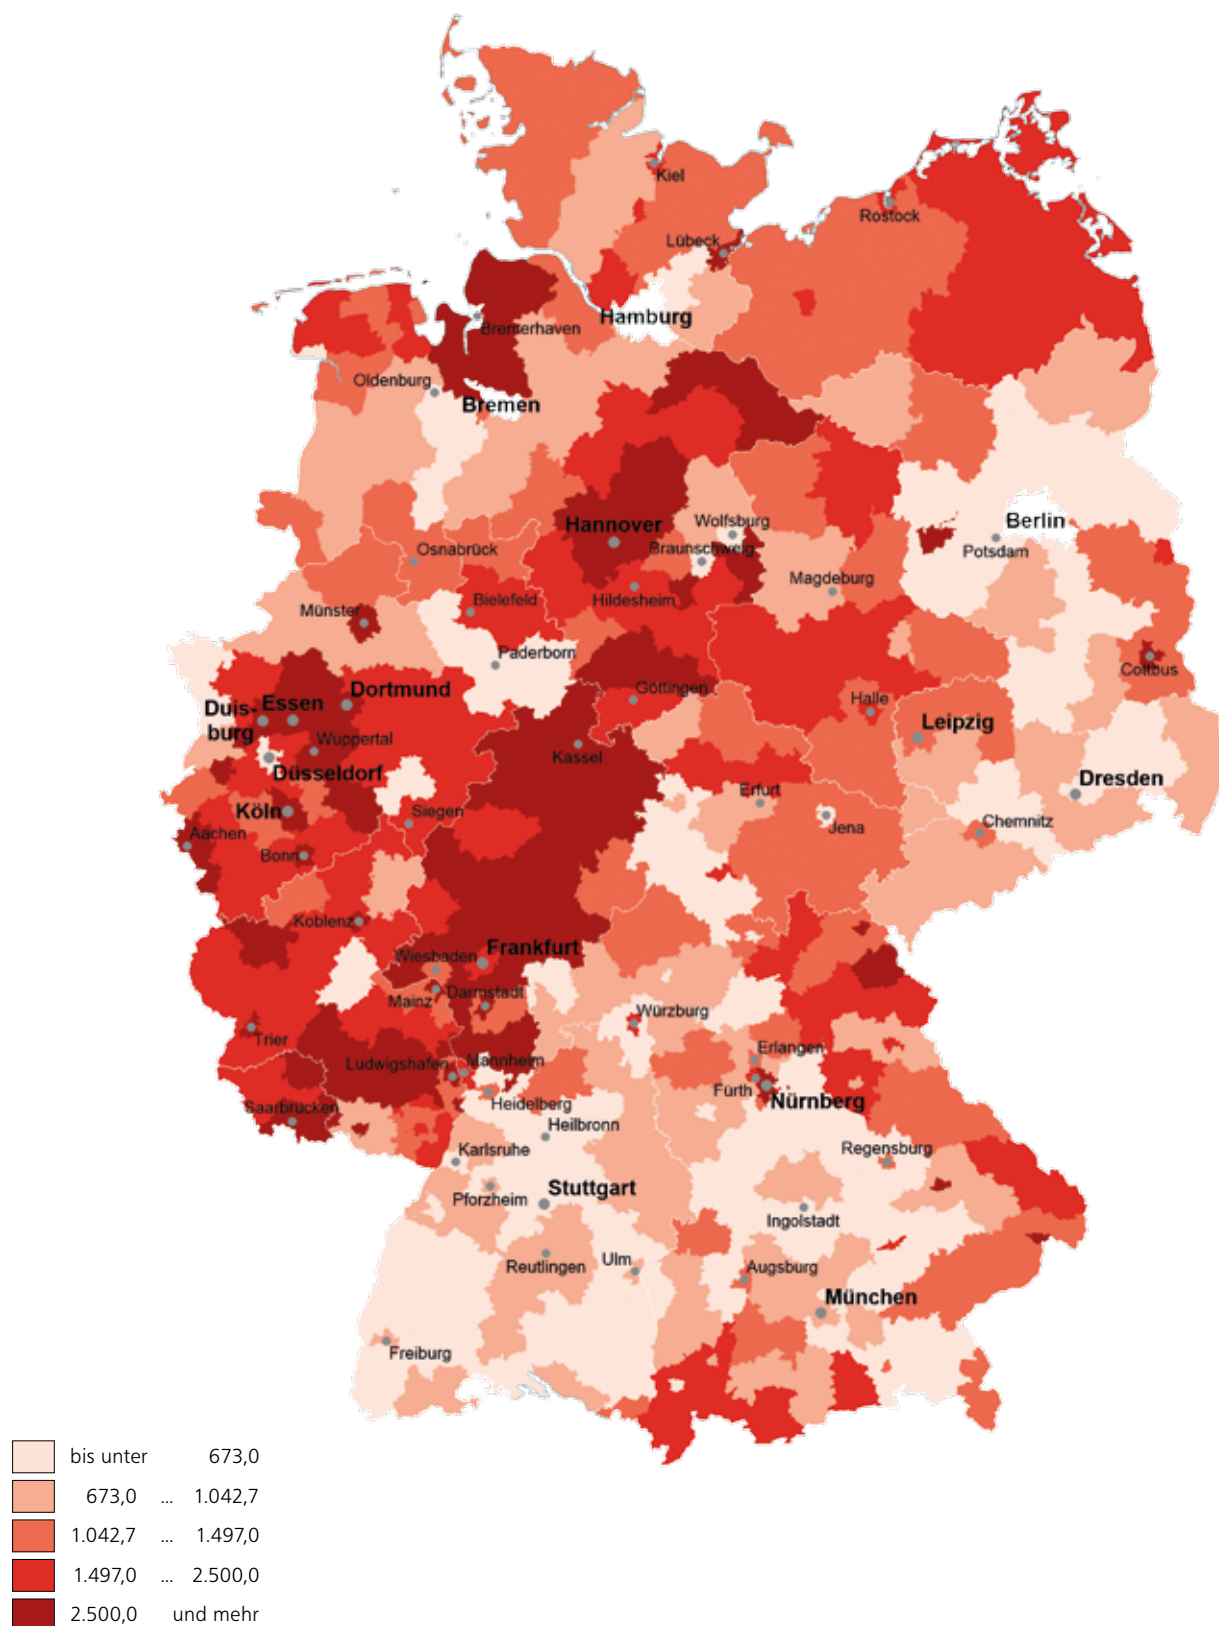 Kiel
Rostock
Lübeck
Hamburg
Bremerhaven
Oldenburg
Bremen
Hannover
Wolfsburg
Berlin
Braunschweig
Potsdam
Osnabrück
Magdeburg
Bielefeld
Hildesheim
Münster
Paderborn
Cottbus
Göttingen
Dortmund
Essen
Duis-
burg
Halle
Leipzig
Wuppertal
Kassel
Düsseldorf
Dresden
Erfurt
Köln
Siegen
Jena
Chemnitz
Aachen
Bonn
Koblenz
Frankfurt
Wiesbaden
Mainz
Darmstadt
Würzburg
Trier
Erlangen
Ludwigshafen
Mannheim
Fürth
Nürnberg
Heidelberg
Saarbrücken
Heilbronn
Karlsruhe
Regensburg
Stuttgart
Pforzheim
Ingolstadt
Reutlingen
Ulm
Augsburg
München
Freiburg
bis unter 673,0
673,0 ... 1.042,7
1.042,7 ... 1.497,0
1.497,0 ... 2.500,0
2.500,0 und mehr